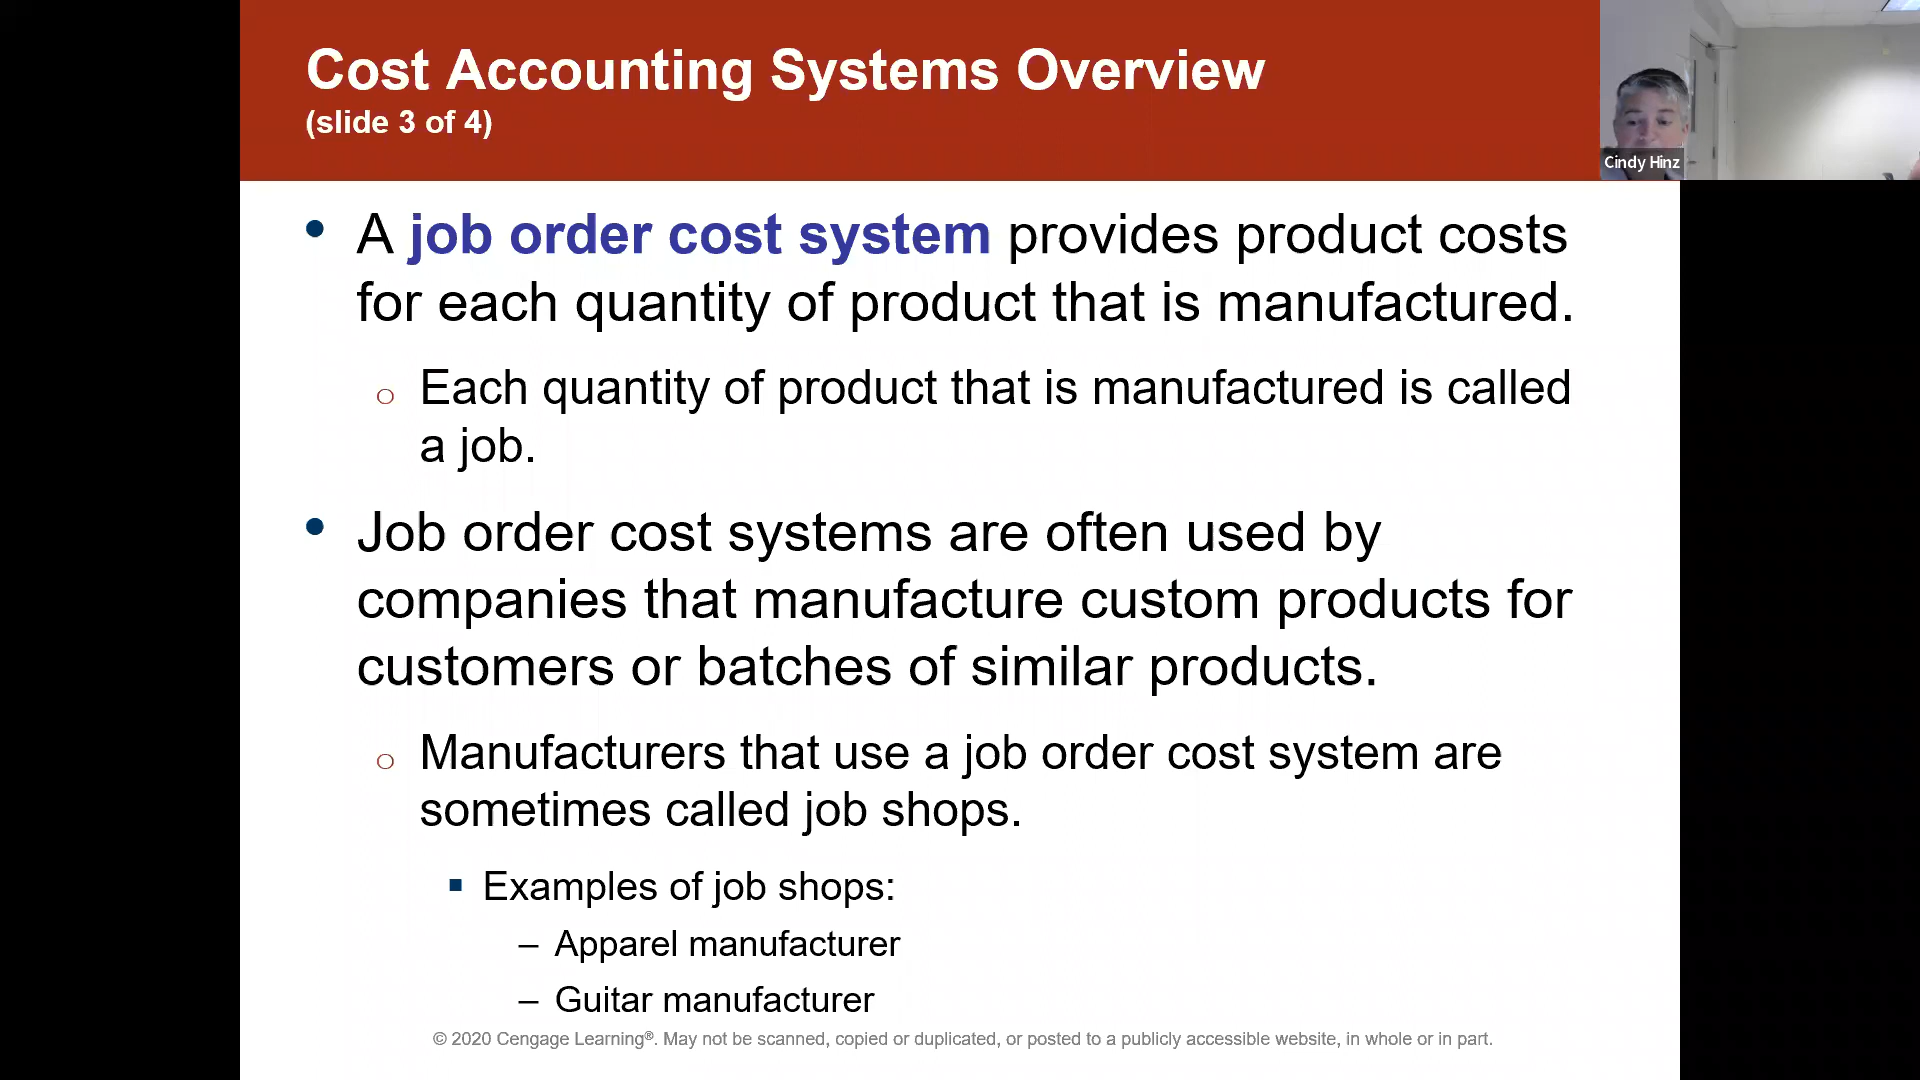 Cost Accounting Systems Overview
(slide 3 of 4)
Cindy Hinz
• A job order cost system provides product costs
for each quantity of product that is manufactured.
o Each quantity of product that is manufactured is called
a job.
• Job order cost systems are often used by
companies that manufacture custom products for
customers or batches of similar products.
o Manufacturers that use a job order cost system are
sometimes called job shops.
▪ Examples of job shops:
– Apparel manufacturer
– Guitar manufacturer
© 2020 Cengage Learning®. May not be scanned, copied or duplicated, or posted to a publicly accessible website, in whole or in part.